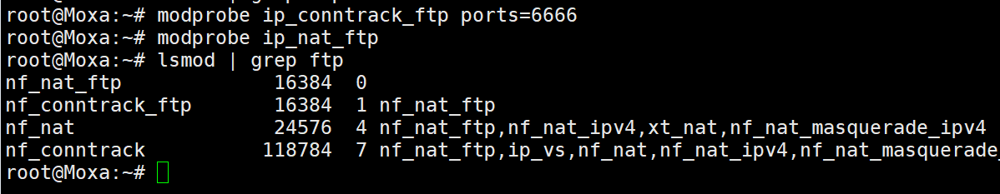 root@Moxa:~# modprobe ip_conntrack_ftp ports=6666
root@Moxa:~# modprobe ip_nat_ftp
root@Moxa:~# lsmod | grep ftp
nf_nat_ftp             16384  0
nf_conntrack_ftp       16384  1 nf_nat_ftp
nf_nat                 24576  4 nf_nat_ftp,nf_nat_ipv4,xt_nat,nf_nat_masquerade_ipv4
nf_conntrack          118784  7 nf_nat_ftp,ip_vs,nf_nat,nf_nat_ipv4,nf_nat_masquerade_
root@Moxa:~#